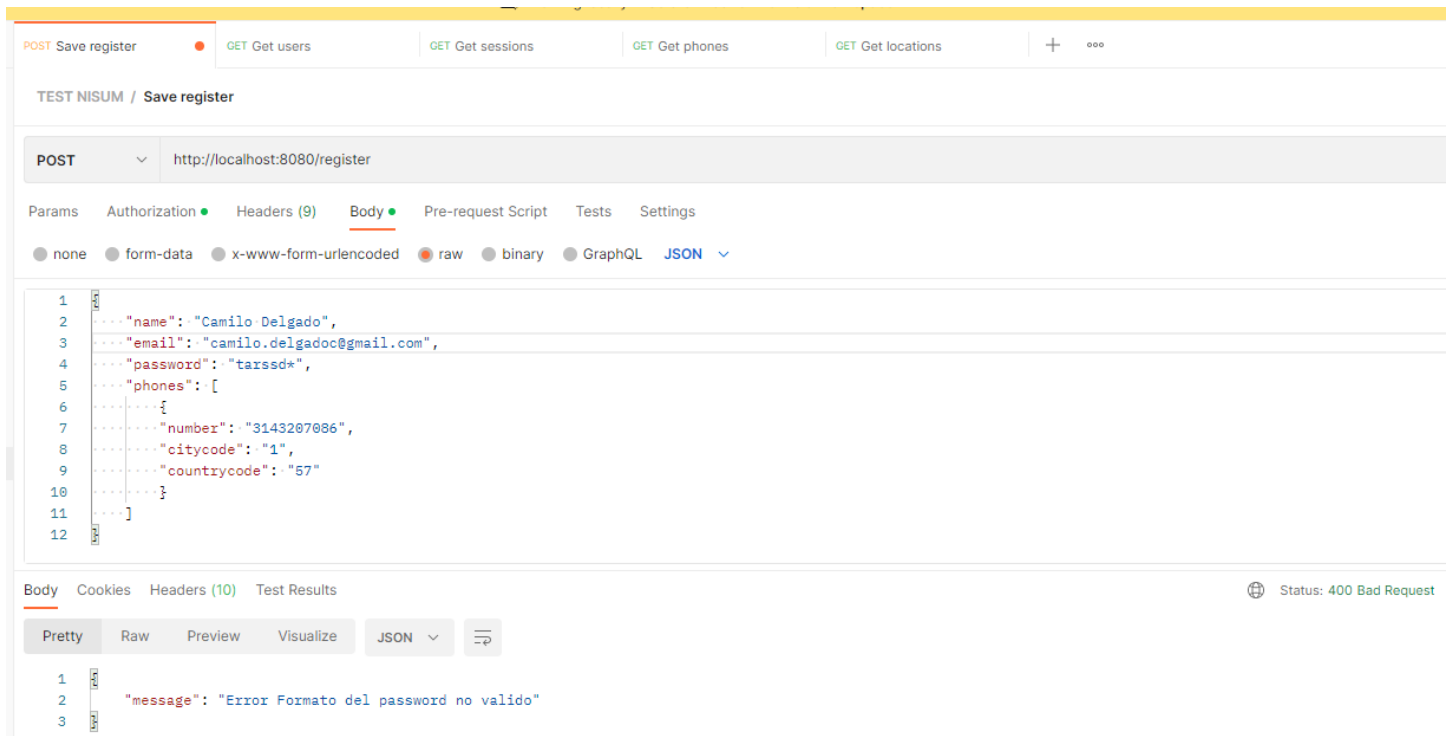 POST Save register GET Get users GET Get sessions GET Get phones GET Get locations
TEST NISUM / Save register
POST http://localhost:8080/register
Params Authorization Headers (9) Body Pre-request Script Tests Settings
none form-data x-www-form-urlencoded raw binary GraphQL JSON
1 {
2 "name": "Camilo Delgado",
3 "email": "camilo.delgadoc@gmail.com",
4 "password": "tarssd*",
5 "phones": [
6 {
7 "number": "3143207086",
8 "citycode": "1",
9 "countrycode": "57"
10 }
11 ]
12 }
Body Cookies Headers (10) Test Results Status: 400 Bad Request
Pretty Raw Preview Visualize JSON
1 {
2 "message": "Error Formato del password no valido"
3 }